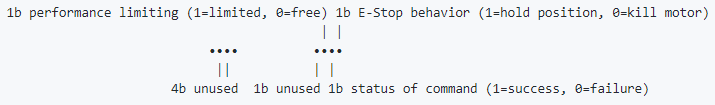 1b performance limiting (1=limited, 0=free) 1b E-Stop behavior (1=hold position, 0=kill motor)
| |
•••• ••••
|| | |
4b unused 1b unused 1b status of command (1=success, 0=failure)